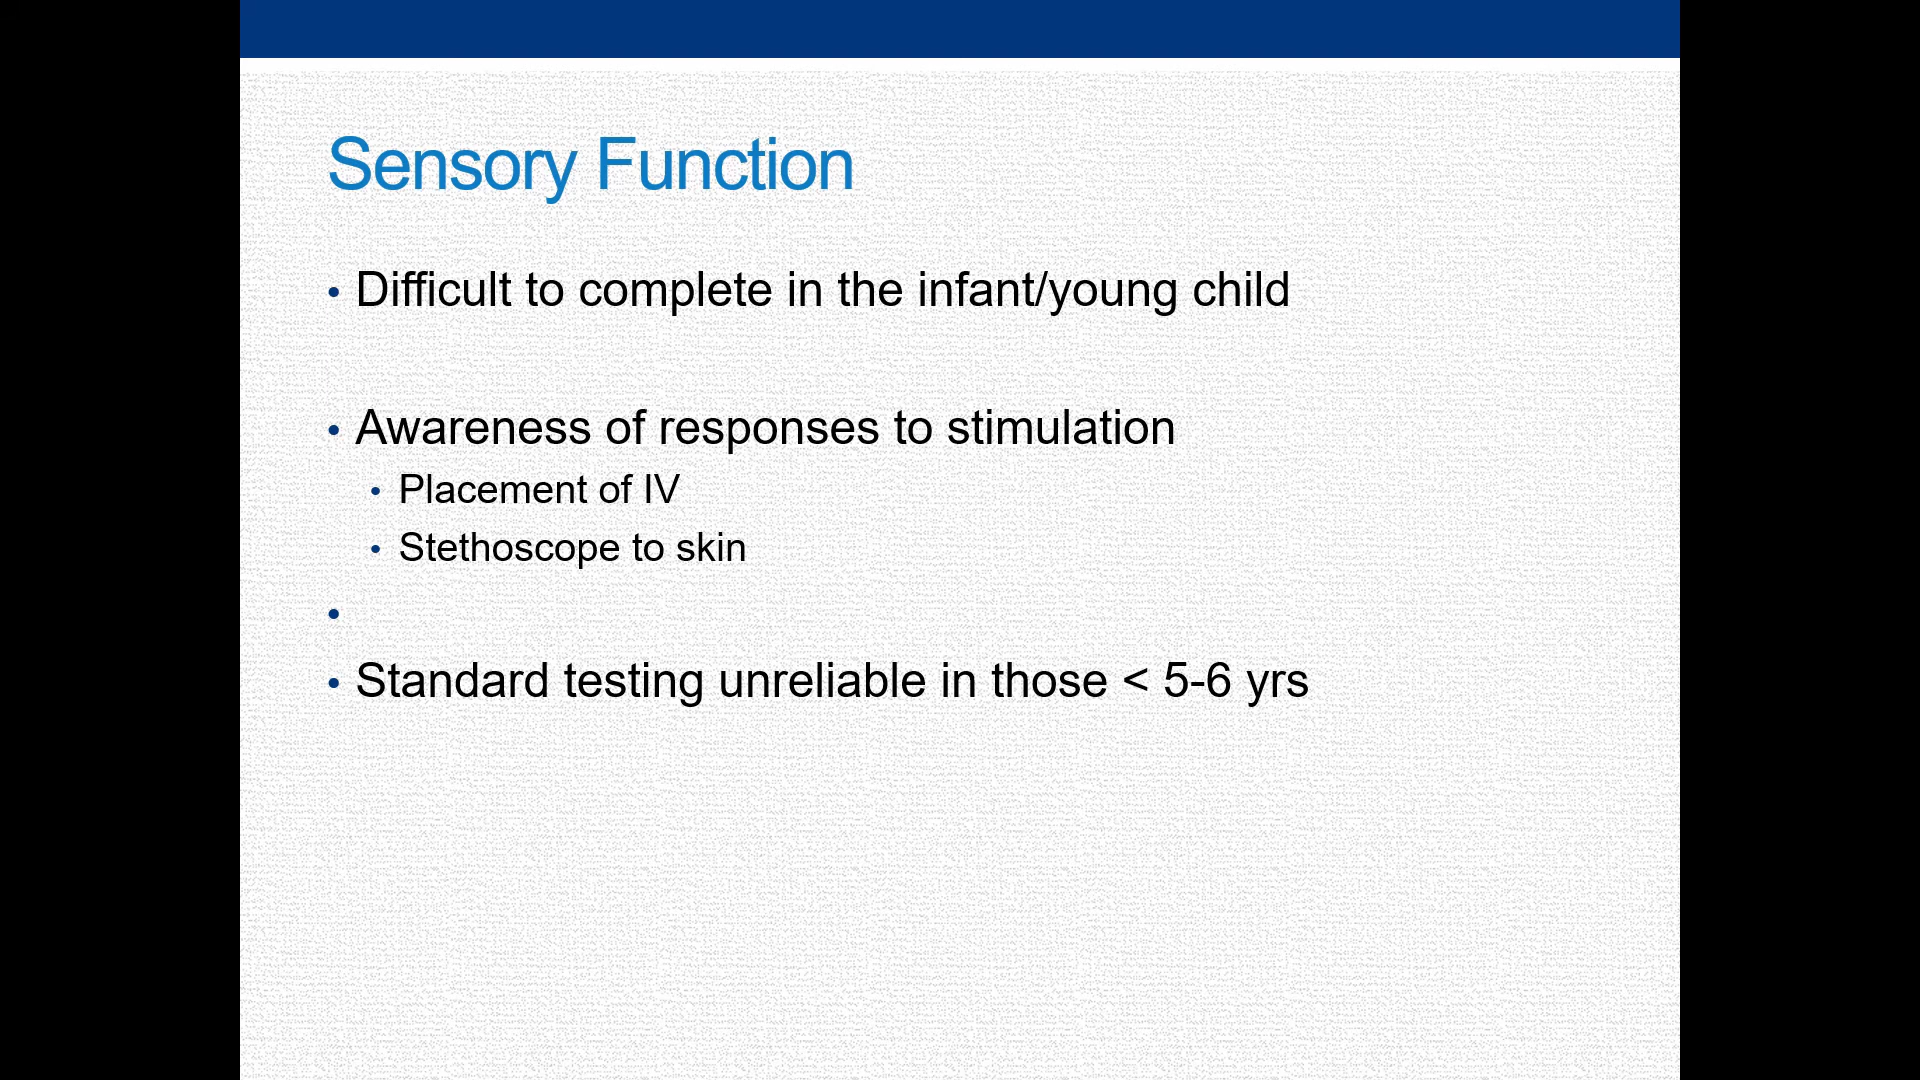 Sensory Function
• Difficult to complete in the infant/young child
• Awareness of responses to stimulation
• Placement of IV
• Stethoscope to skin
•
• Standard testing unreliable in those < 5-6 yrs